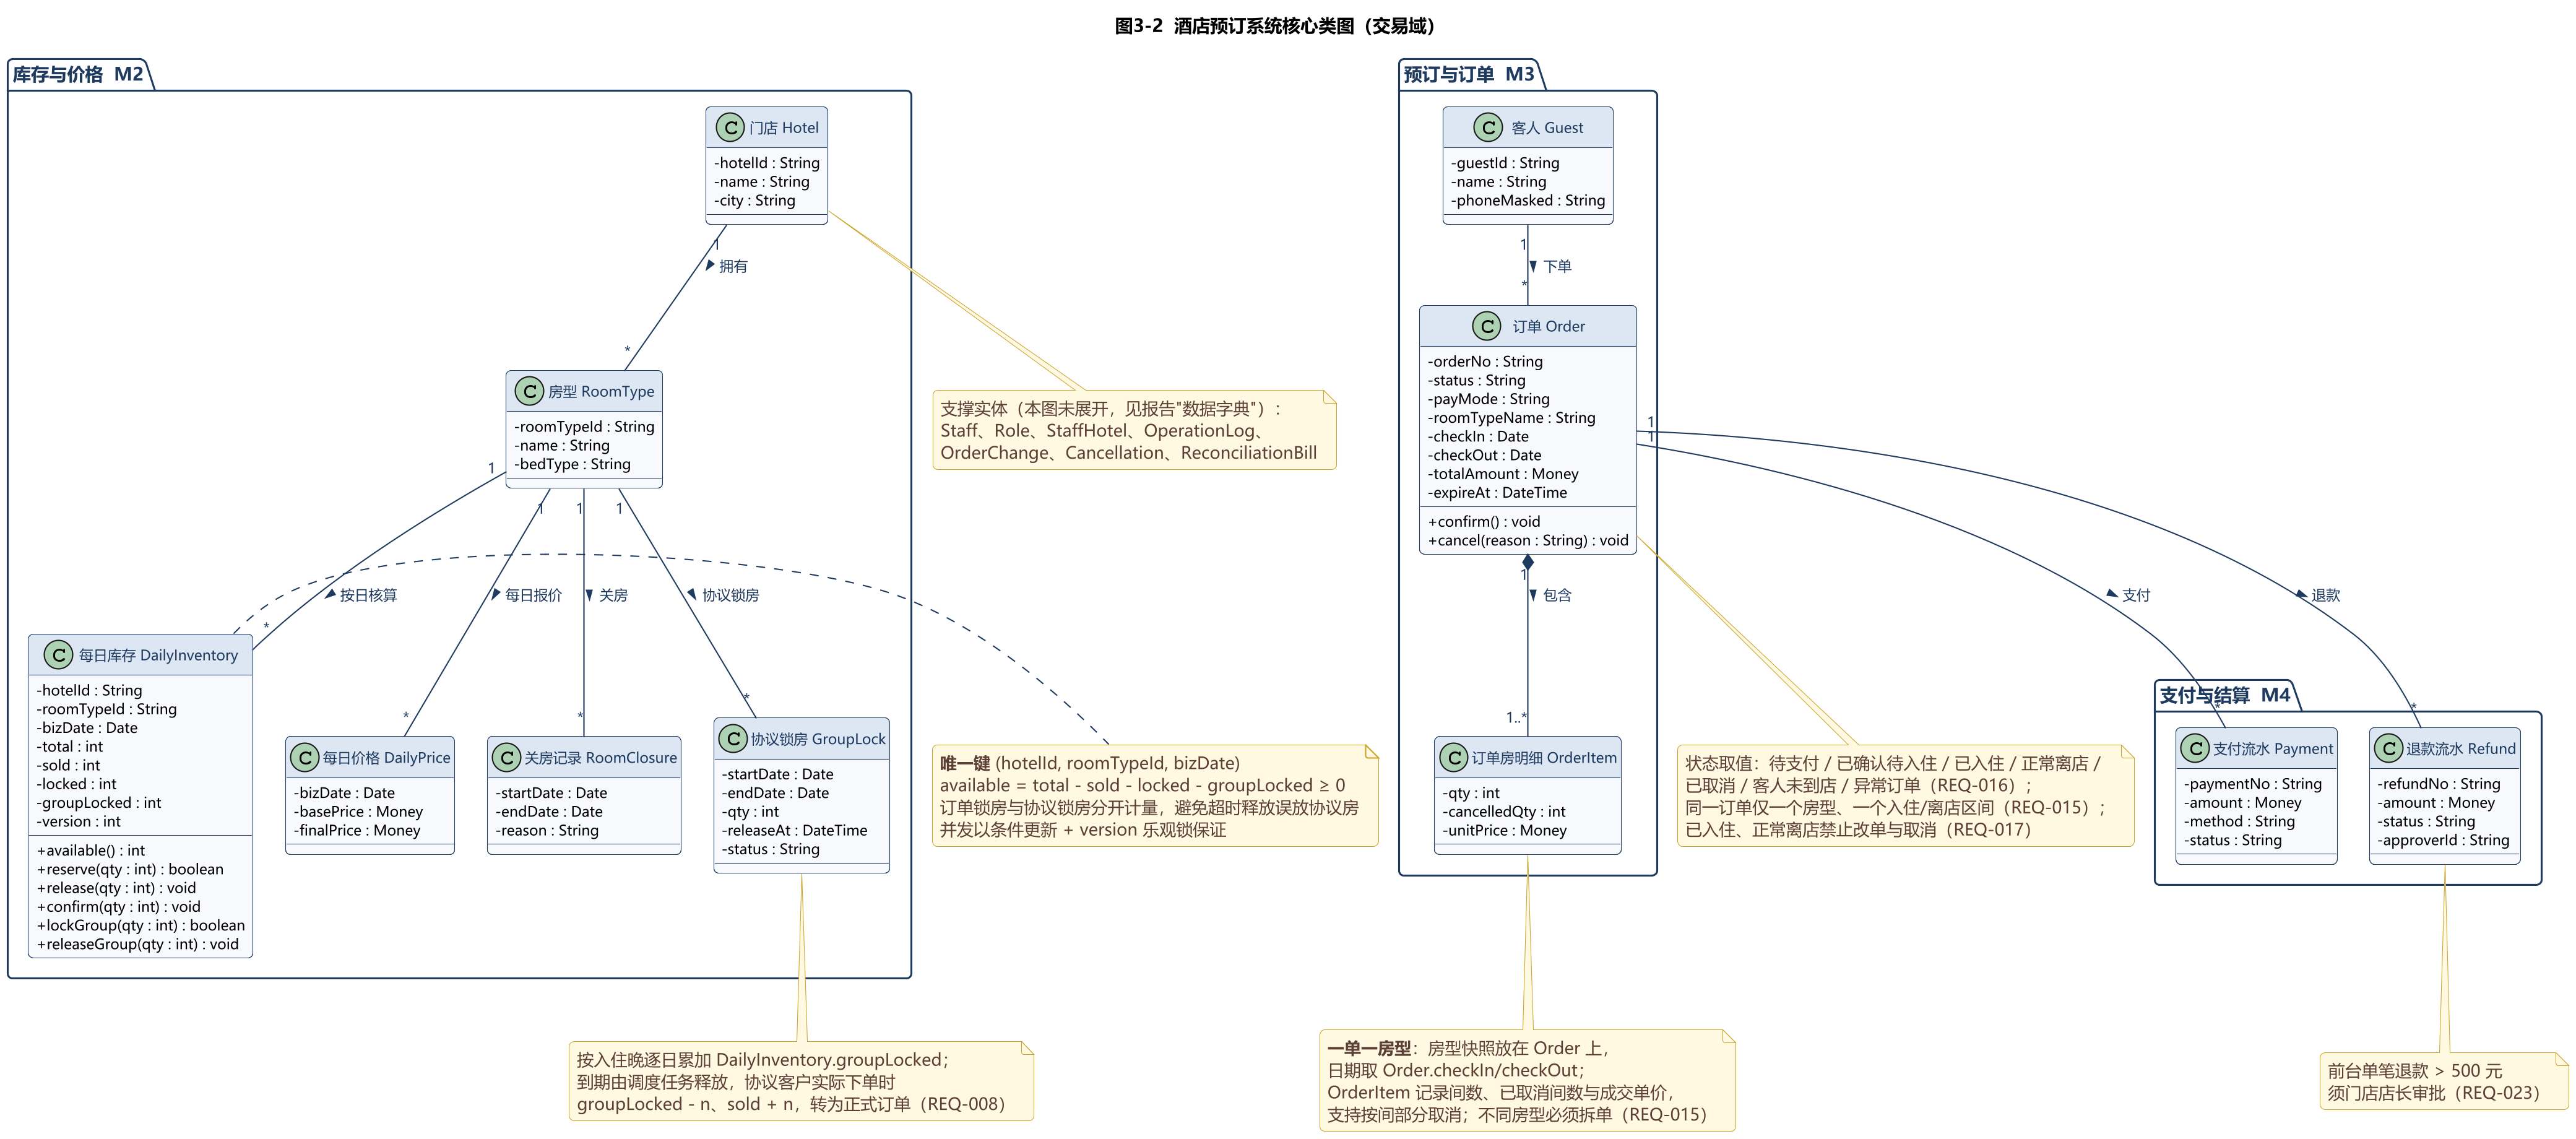 图3-2 酒店预订系统核心类图（交易域）
库存与价格 M2
C 门店 Hotel
-hotelId : String
-name : String
-city : String
1
拥有
*
C 房型 RoomType
-roomTypeId : String
-name : String
-bedType : String
1
1
1
1
按日核算
每日报价
关房
协议锁房
*
*
*
*
C 每日库存 DailyInventory
-hotelId : String
-roomTypeId : String
-bizDate : Date
-total : int
-sold : int
-locked : int
-groupLocked : int
-version : int
+available() : int
+reserve(qty : int) : boolean
+release(qty : int) : void
+confirm(qty : int) : void
+lockGroup(qty : int) : boolean
+releaseGroup(qty : int) : void
C 每日价格 DailyPrice
-bizDate : Date
-basePrice : Money
-finalPrice : Money
C 关房记录 RoomClosure
-startDate : Date
-endDate : Date
-reason : String
C 协议锁房 GroupLock
-startDate : Date
-endDate : Date
-qty : int
-releaseAt : DateTime
-status : String
支撑实体（本图未展开，见报告"数据字典"）：
Staff、Role、StaffHotel、OperationLog、
OrderChange、Cancellation、ReconciliationBill
唯一键 (hotelId, roomTypeId, bizDate)
available = total - sold - locked - groupLocked ≥ 0
订单锁房与协议锁房分开计量，避免超时释放误放协议房
并发以条件更新 + version 乐观锁保证
按入住晚逐日累加 DailyInventory.groupLocked；
到期由调度任务释放，协议客户实际下单时
groupLocked - n、sold + n，转为正式订单（REQ-008）
预订与订单 M3
C 客人 Guest
-guestId : String
-name : String
-phoneMasked : String
1
下单
*
C 订单 Order
-orderNo : String
-status : String
-payMode : String
-roomTypeName : String
-checkIn : Date
-checkOut : Date
-totalAmount : Money
-expireAt : DateTime
+confirm() : void
+cancel(reason : String) : void
1
1
1
包含
1..*
C 订单房明细 OrderItem
-qty : int
-cancelledQty : int
-unitPrice : Money
一单一房型：房型快照放在 Order 上，
日期取 Order.checkIn/checkOut；
OrderItem 记录间数、已取消间数与成交单价，
支持按间部分取消；不同房型必须拆单（REQ-015）
状态取值：待支付 / 已确认待入住 / 已入住 / 正常离店 /
已取消 / 客人未到店 / 异常订单（REQ-016）；
同一订单仅一个房型、一个入住/离店区间（REQ-015）；
已入住、正常离店禁止改单与取消（REQ-017）
支付
退款
支付与结算 M4
*
*
C 支付流水 Payment
-paymentNo : String
-amount : Money
-method : String
-status : String
C 退款流水 Refund
-refundNo : String
-amount : Money
-status : String
-approverId : String
前台单笔退款 > 500 元
须门店店长审批（REQ-023）